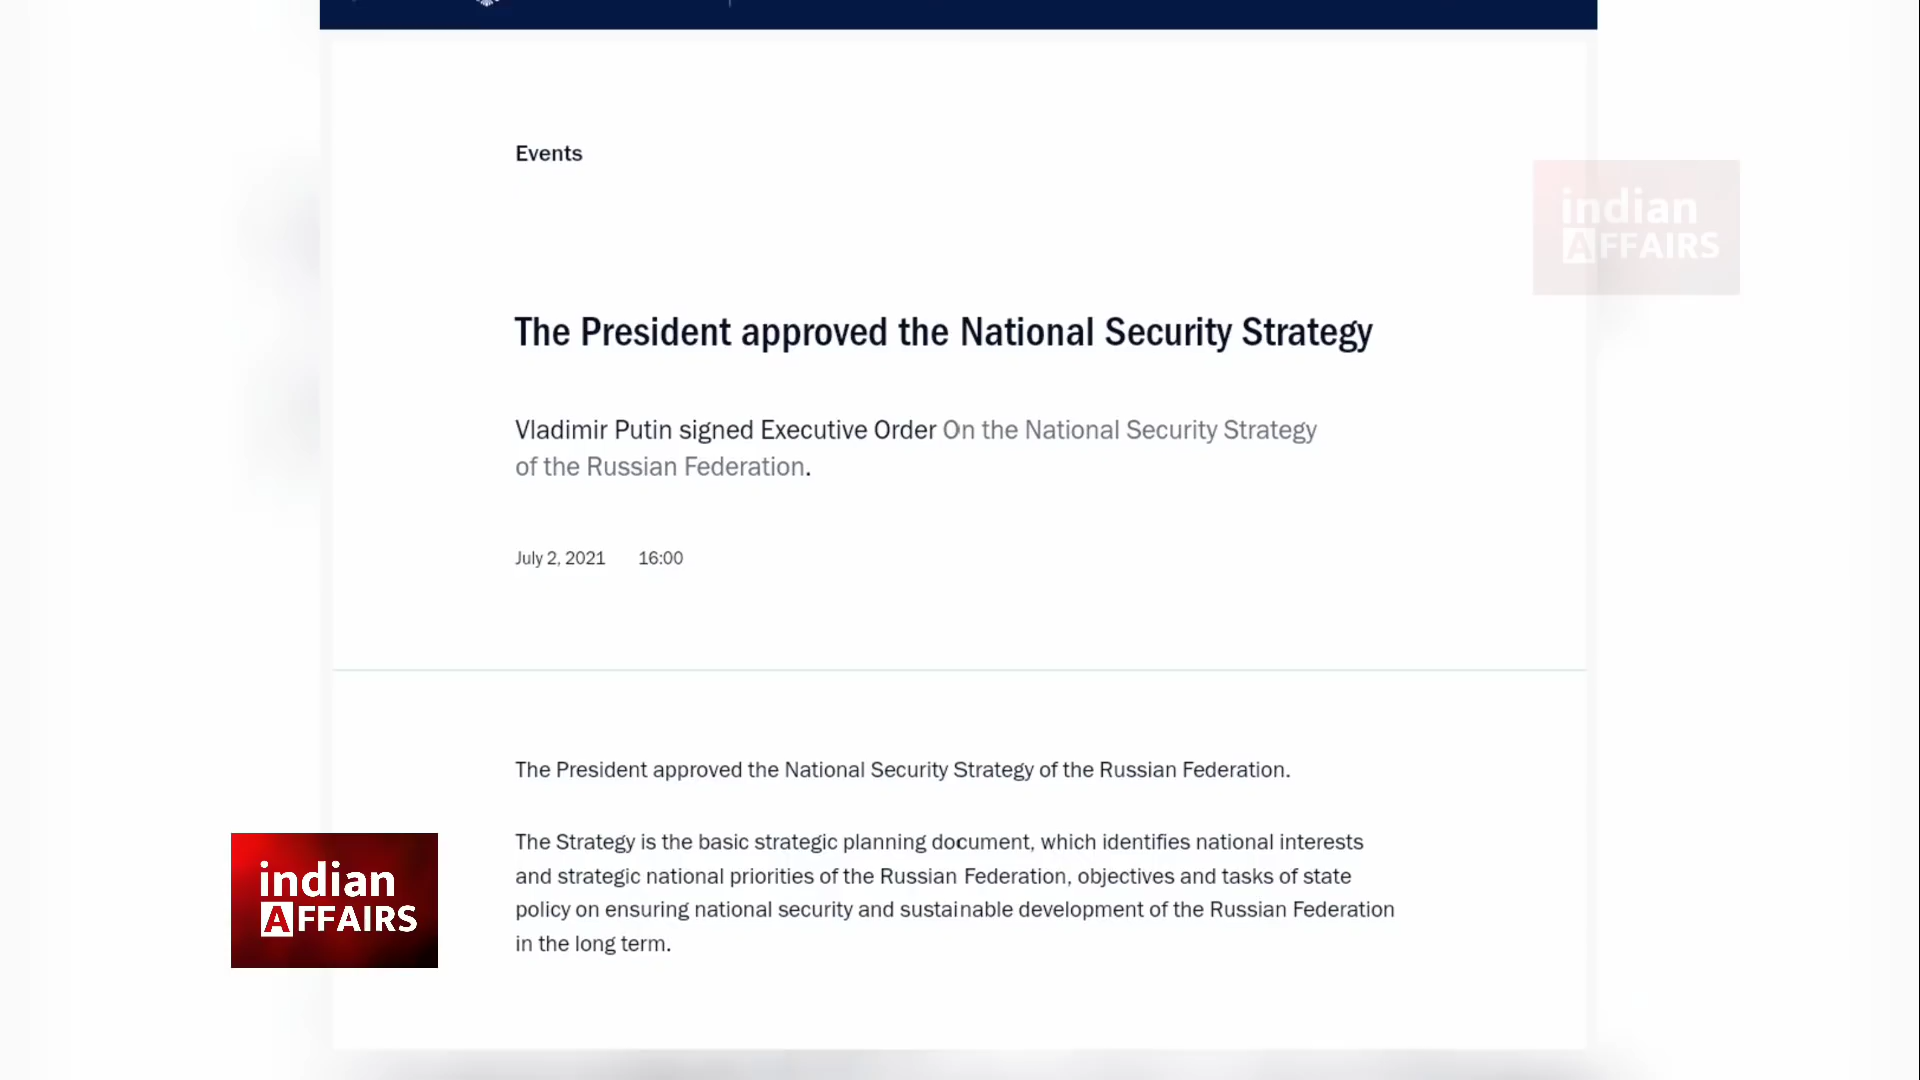 Events
indian
AFFAIRS
The President approved the National Security Strategy
Vladimir Putin signed Executive Order On the National Security Strategy
of the Russian Federation.
July 2, 2021 16:00
The President approved the National Security Strategy of the Russian Federation.
The Strategy is the basic strategic planning document, which identifies national interests
and strategic national priorities of the Russian Federation, objectives and tasks of state
policy on ensuring national security and sustainable development of the Russian Federation
in the long term.
indian
AFFAIRS